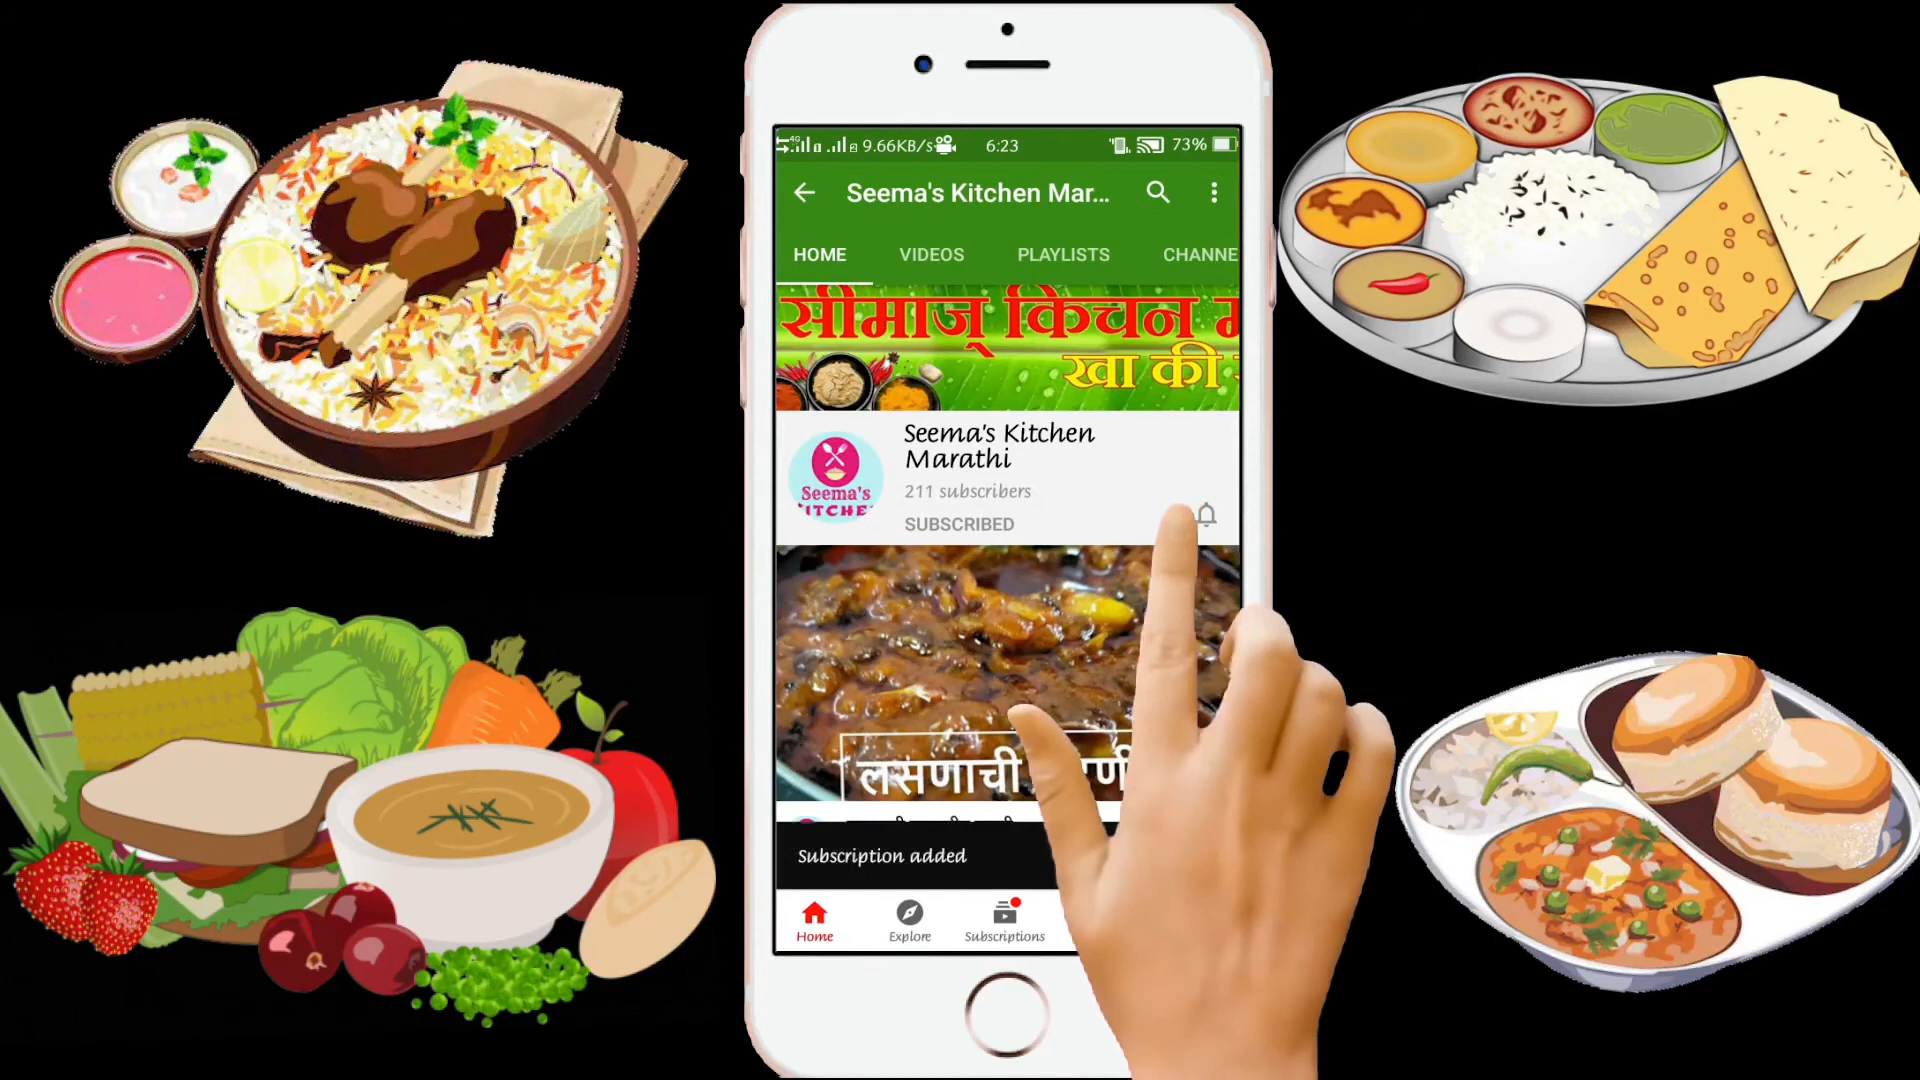 9.66KB/s 6:23 73%
Seema's Kitchen Mar...
HOME VIDEOS PLAYLISTS CHANNE
सीमाज् किचन
खा की
Seema's Kitchen
Marathi
211 subscribers
SUBSCRIBED
Seema's
लसणाची
Subscription added
Home Explore Subscriptions